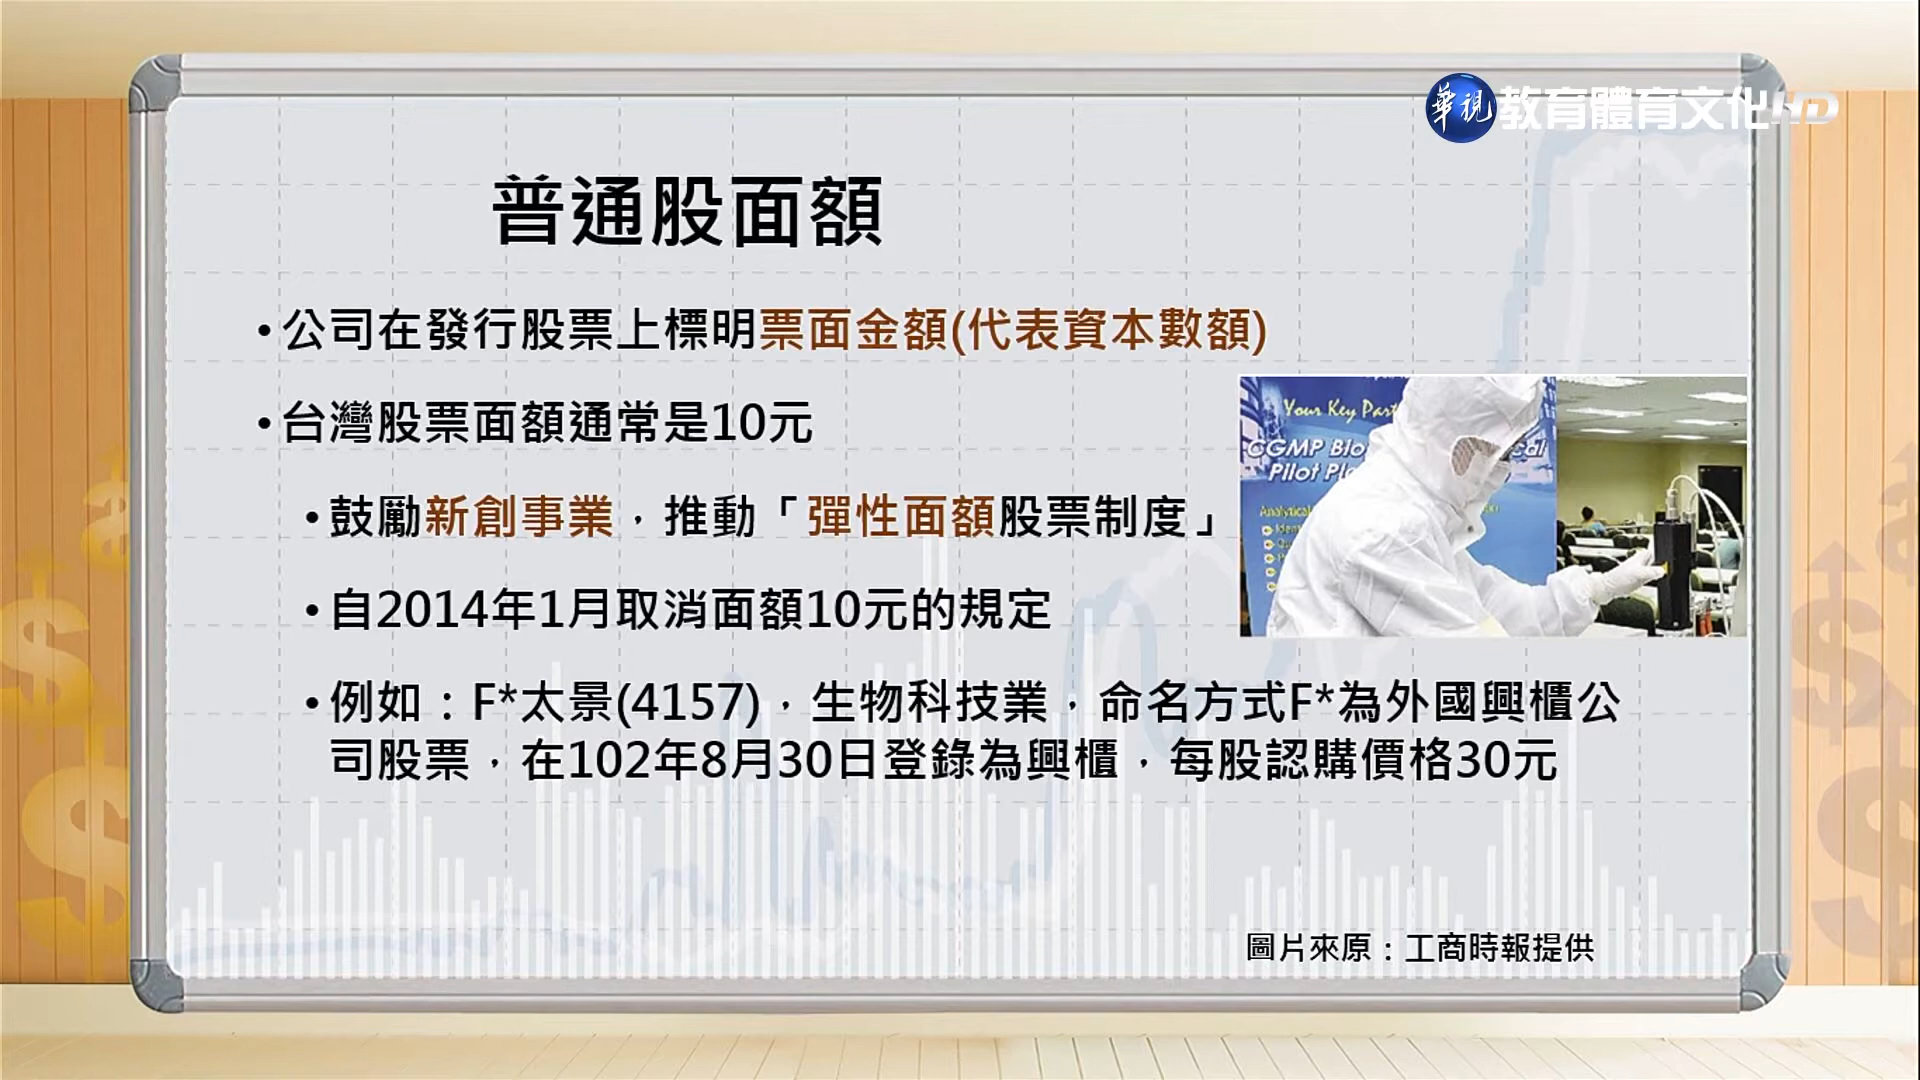 華視教育體育文化HD
普通股面額
•公司在發行股票上標明票面金額(代表資本數額)
•台灣股票面額通常是10元
•鼓勵新創事業，推動「彈性面額股票制度」
•自2014年1月取消面額10元的規定
•例如：F*太景(4157)，生物科技業，命名方式F*為外國興櫃公
司股票，在102年8月30日登錄為興櫃，每股認購價格30元
Your Key Part
CGMP Bio cal
Pilot Pl
Analytical
圖片來原：工商時報提供